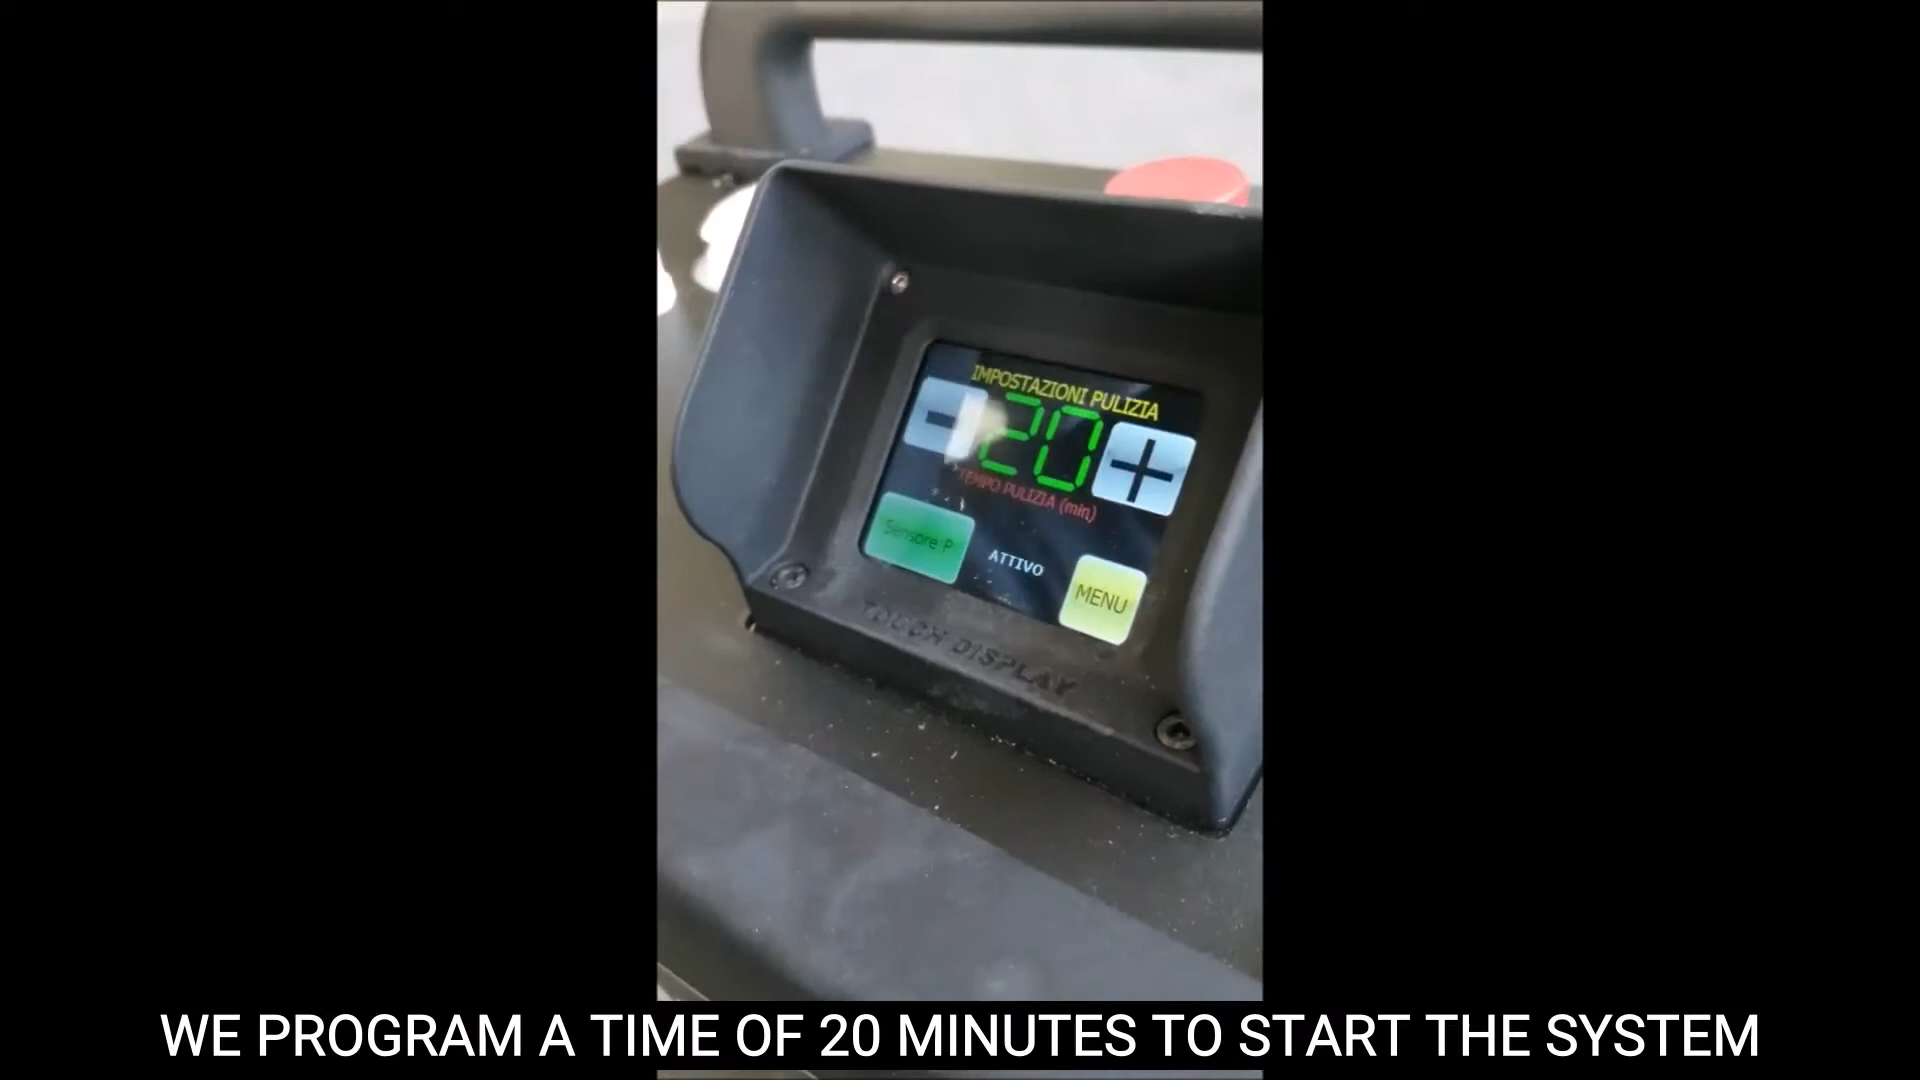 IMPOSTAZIONI PULIZIA
- 20 +
TEMPO PULIZIA (min)
Sensore P
ATTIVO
MENU
TOUCH DISPLAY
WE PROGRAM A TIME OF 20 MINUTES TO START THE SYSTEM